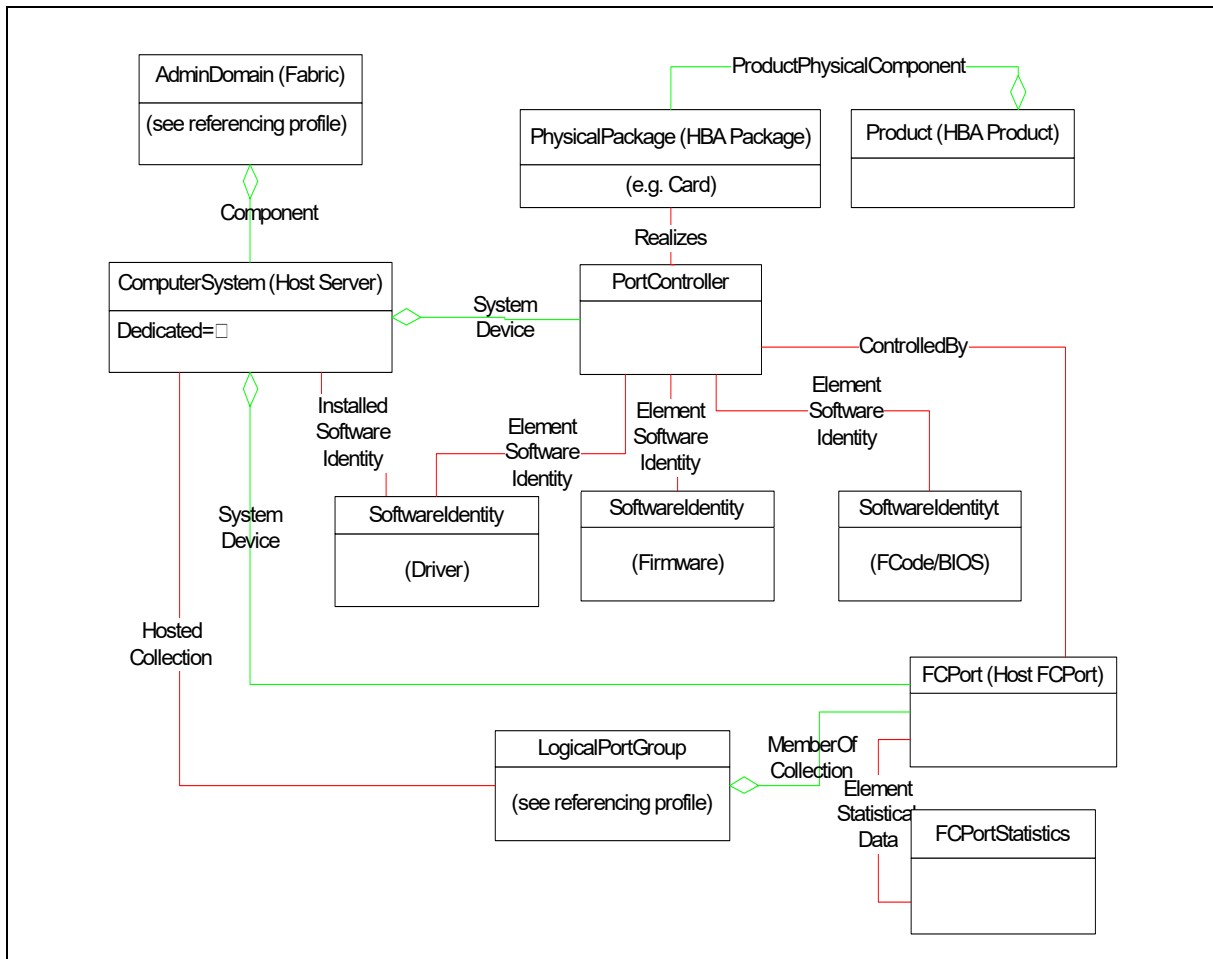 AdminDomain (Fabric)
(see referencing profile)
ProductPhysicalComponent
PhysicalPackage (HBA Package)
(e.g. Card)
Product (HBA Product)
Component
Realizes
ComputerSystem (Host Server)
Dedicated=□
System
Device
PortController
ControlledBy
Installed
Software
Identity
Element
Software
Identity
Element
Software
Identity
Element
Software
Identity
SoftwareIdentity
(Driver)
SoftwareIdentity
(Firmware)
SoftwareIdentityt
(FCode/BIOS)
System
Device
Hosted
Collection
FCPort (Host FCPort)
LogicalPortGroup
(see referencing profile)
MemberOf
Collection
Element
Statistical
Data
FCPortStatistics